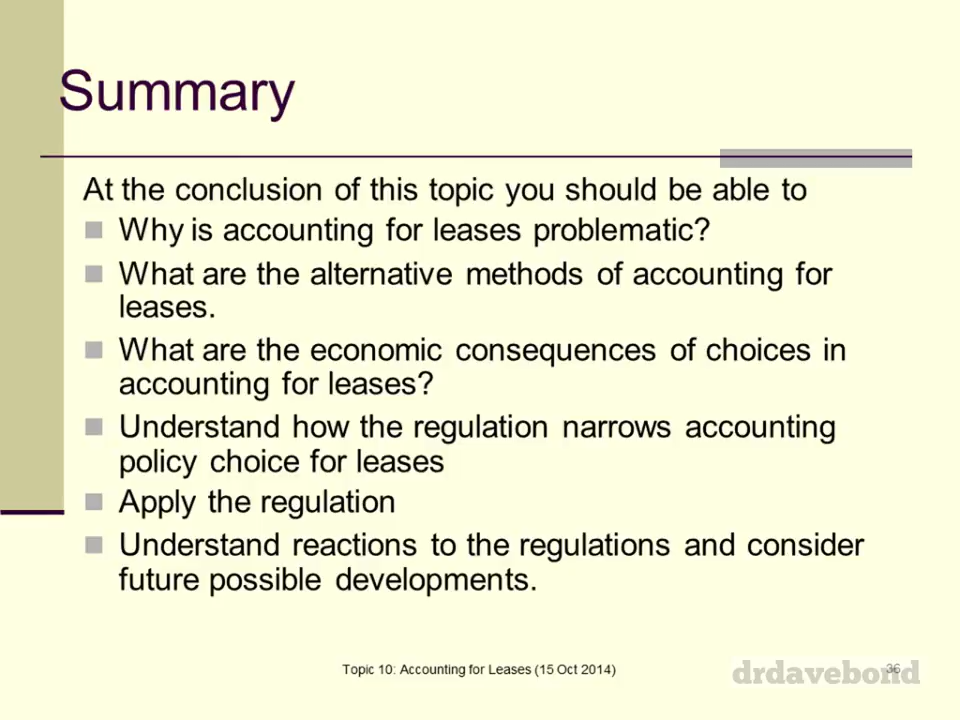 Summary
At the conclusion of this topic you should be able to
Why is accounting for leases problematic?
What are the alternative methods of accounting for
leases.
What are the economic consequences of choices in
accounting for leases?
Understand how the regulation narrows accounting
policy choice for leases
Apply the regulation
Understand reactions to the regulations and consider
future possible developments.
Topic 10: Accounting for Leases (15 Oct 2014)
36
drdavebond